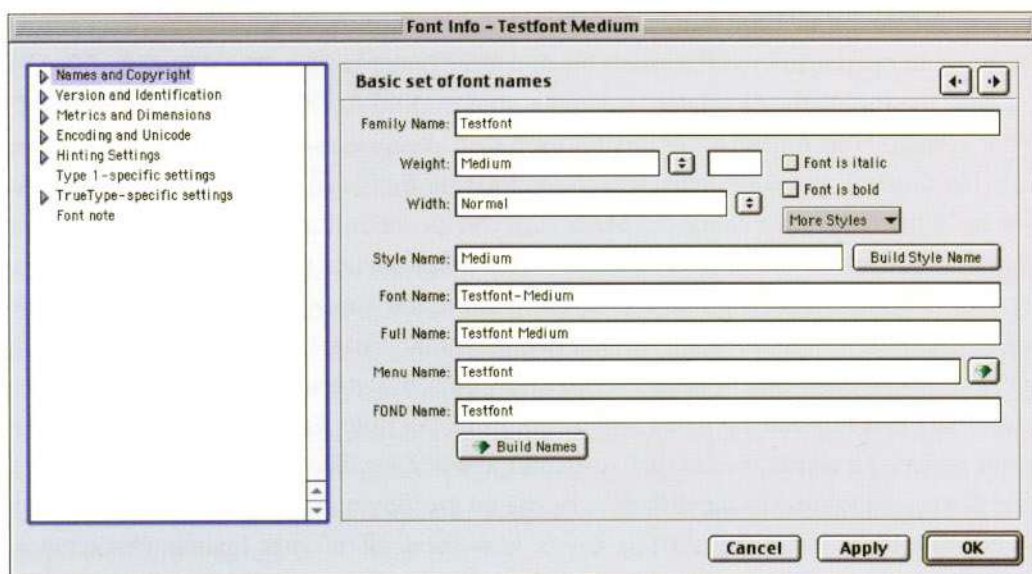 Font Info - Testfont Medium
Names and Copyright
Version and Identification
Metrics and Dimensions
Encoding and Unicode
Hinting Settings
Type 1-specific settings
TrueType-specific settings
Font note
Basic set of font names
Family Name: Testfont
Weight: Medium
Font is italic
Font is bold
Width: Normal
More Styles
Style Name: Medium
Build Style Name
Font Name: Testfont-Medium
Full Name: Testfont Medium
Menu Name: Testfont
FOND Name: Testfont
Build Names
Cancel
Apply
OK